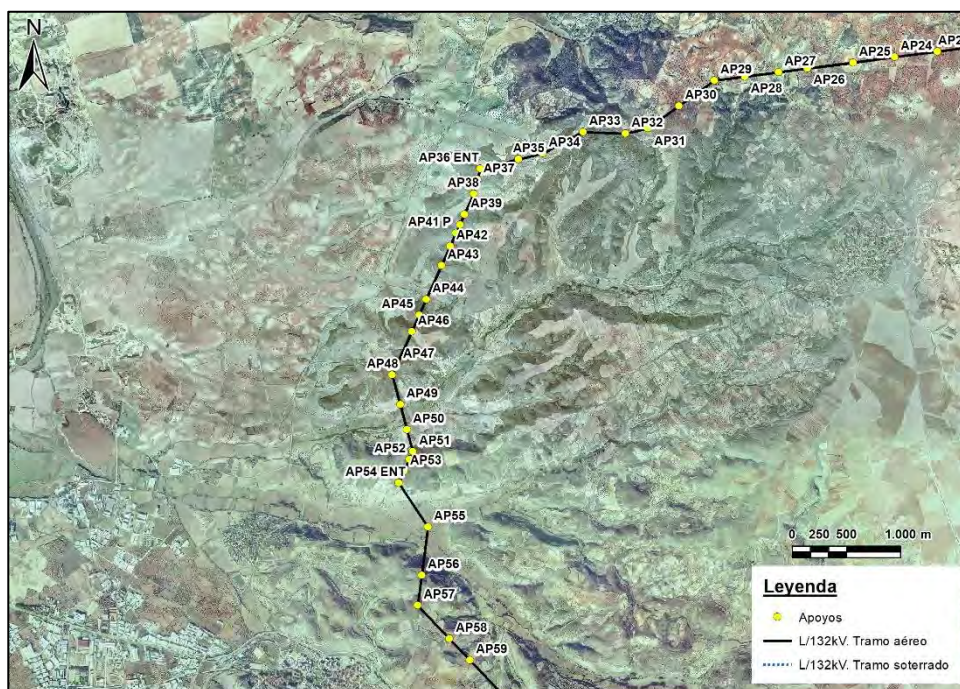 N
AP25
AP24
AP2
AP29
AP27
AP28
AP26
AP30
AP33
AP32
AP31
AP35
AP34
AP36 ENT
AP37
AP38
AP39
AP41 P
AP42
AP43
AP44
AP45
AP46
AP47
AP48
AP49
AP50
AP51
AP52
AP53
AP54 ENT
AP55
AP56
AP57
AP58
AP59
0 250 500 1.000 m
Leyenda
Apoyos
L/132kV. Tramo aéreo
L/132kV. Tramo soterrado